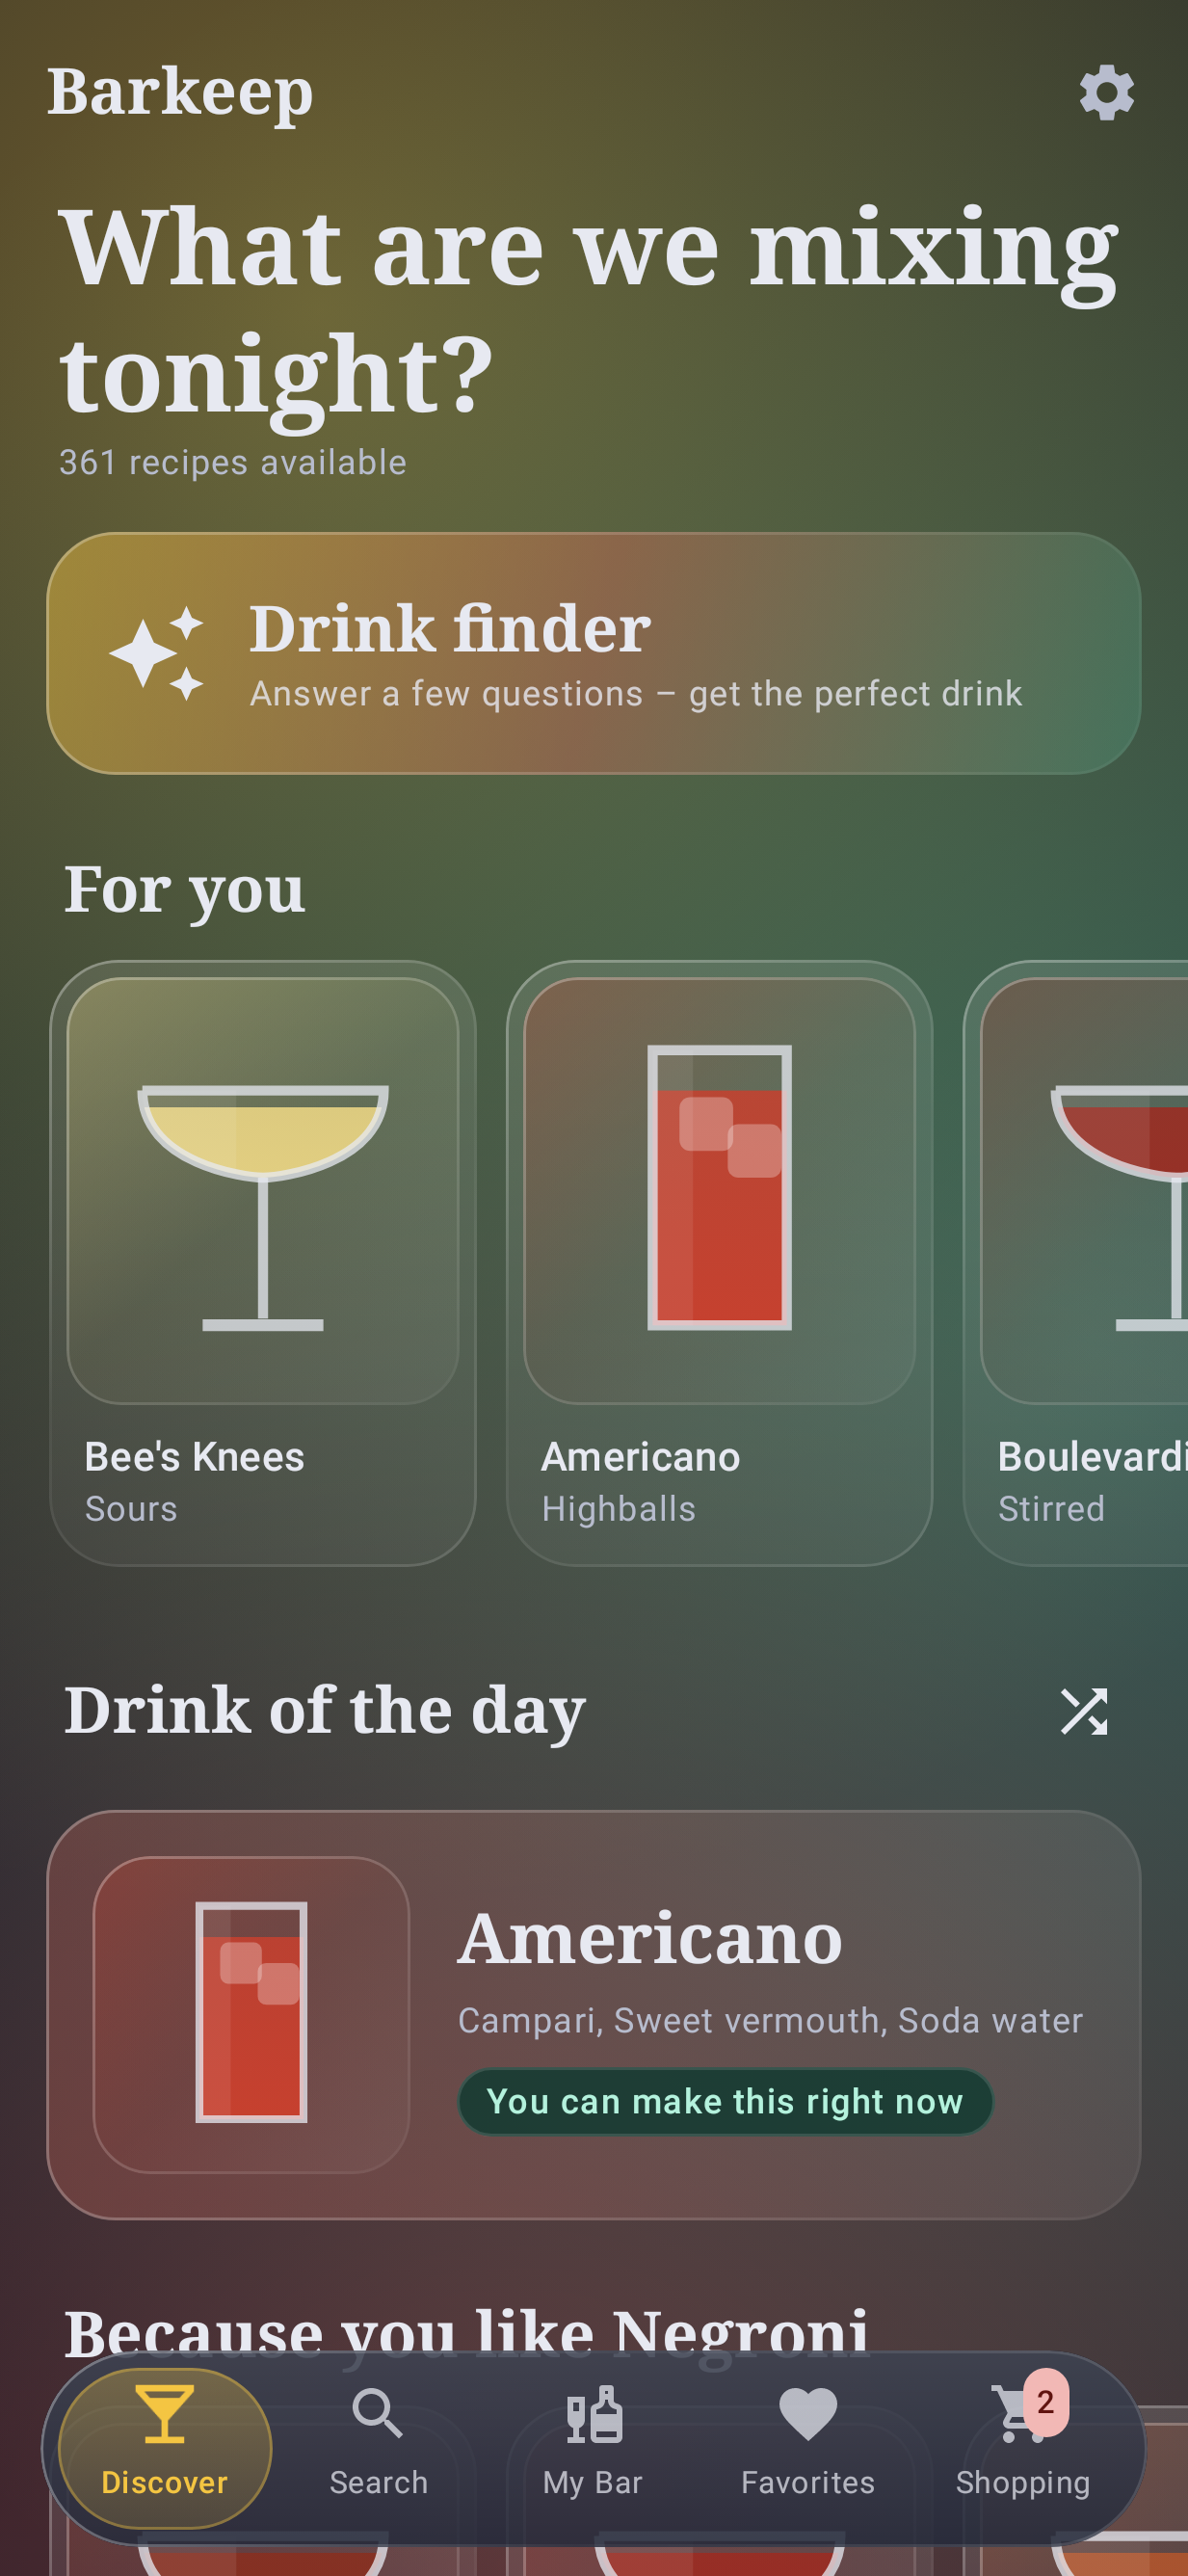 Barkeep
What are we mixing
tonight?
361 recipes available
Drink finder
Answer a few questions – get the perfect drink
For you
Bee's Knees
Sours
Americano
Highballs
Boulevardi
Stirred
Drink of the day
Americano
Campari, Sweet vermouth, Soda water
You can make this right now
Because you like Negroni
2
Discover
Search
My Bar
Favorites
Shopping